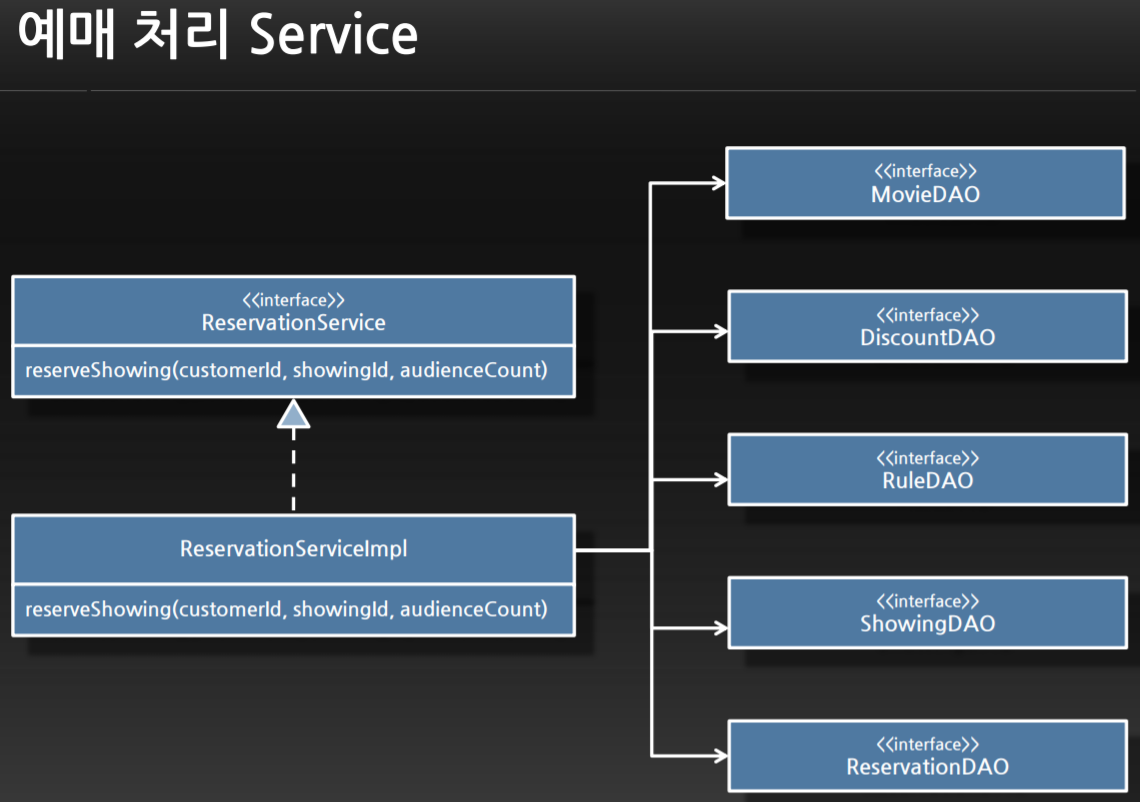 예매 처리 Service
<<interface>>
ReservationService
reserveShowing(customerId, showingId, audienceCount)
ReservationServiceImpl
reserveShowing(customerId, showingId, audienceCount)
<<interface>>
MovieDAO
<<interface>>
DiscountDAO
<<interface>>
RuleDAO
<<interface>>
ShowingDAO
<<interface>>
ReservationDAO